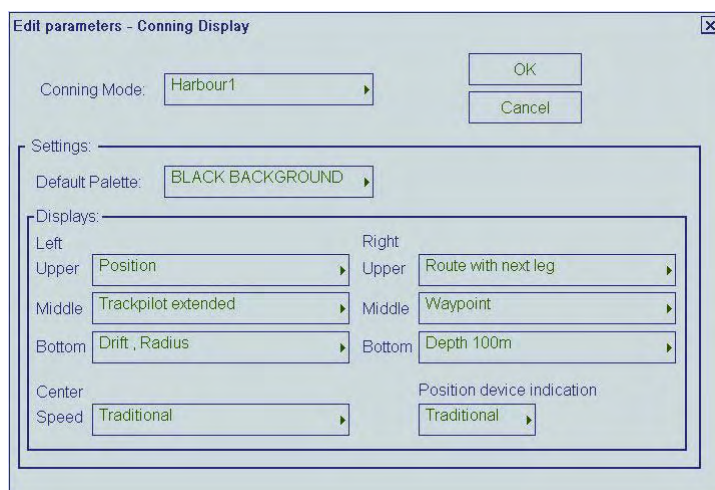 Edit parameters - Conning Display
OK
Conning Mode: Harbour1
Cancel
Settings:
Default Palette: BLACK BACKGROUND
Displays:
Left Right
Upper Position Upper Route with next leg
Middle Trackpilot extended Middle Waypoint
Bottom Drift , Radius Bottom Depth 100m
Center Position device indication
Speed Traditional Traditional